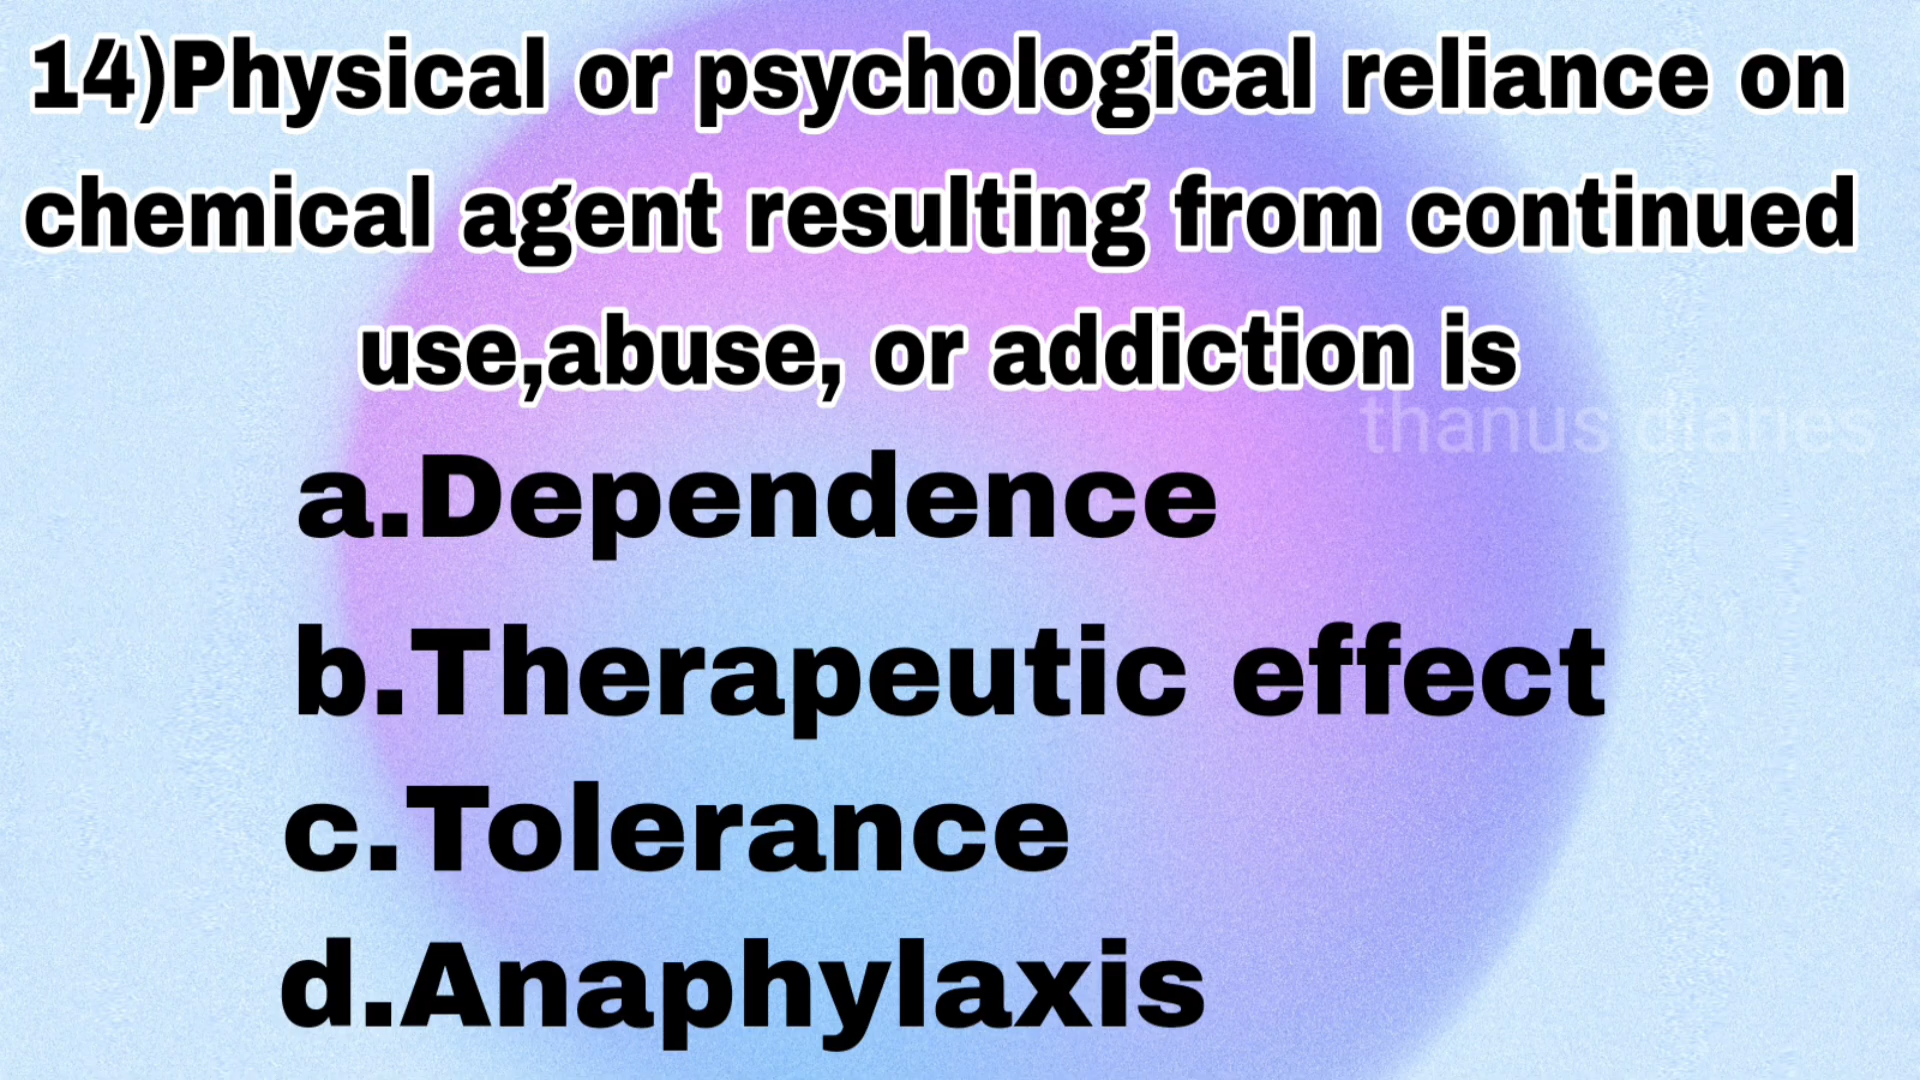 14)Physical or psychological reliance on
chemical agent resulting from continued
use,abuse, or addiction is
thanus diaries
a.Dependence
b.Therapeutic effect
c.Tolerance
d.Anaphylaxis